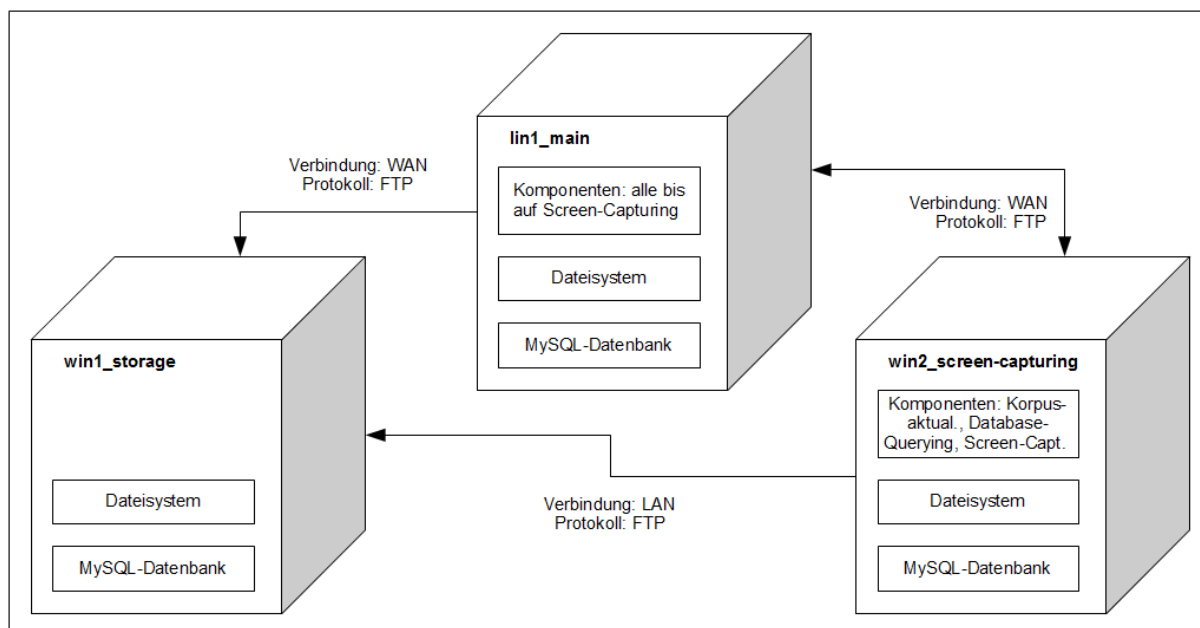 lin1_main
Komponenten: alle bis
auf Screen-Capturing
Dateisystem
MySQL-Datenbank
Verbindung: WAN
Protokoll: FTP
Verbindung: WAN
Protokoll: FTP
win1_storage
Dateisystem
MySQL-Datenbank
Verbindung: LAN
Protokoll: FTP
win2_screen-capturing
Komponenten: Korpus-
aktual., Database-
Querying, Screen-Capt.
Dateisystem
MySQL-Datenbank